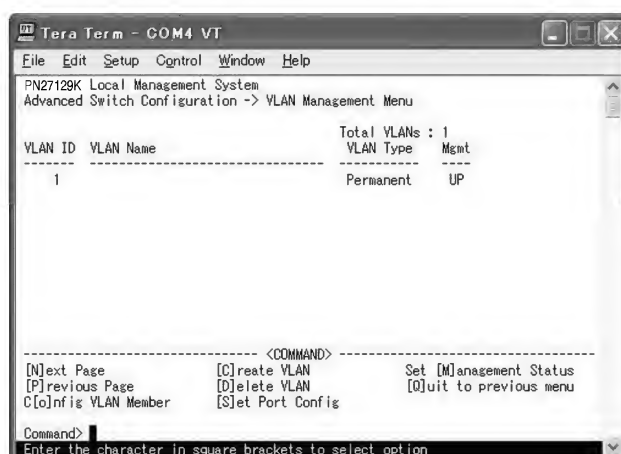 Tera Term - COM4 VT
File Edit Setup Control Window Help
PN27129K Local Management System
Advanced Switch Configuration -> VLAN Management Menu
Total VLANs : 1
VLAN ID VLAN Name VLAN Type Mgmt
------- -------------------------------- --------- ----
1 Permanent UP
-------------------------------- <COMMAND> -----------------------------------
[N]ext Page [C]reate VLAN Set [M]anagement Status
[P]revious Page [D]elete VLAN [Q]uit to previous menu
C[o]nfig VLAN Member [S]et Port Config
Command>
Enter the character in square brackets to select option